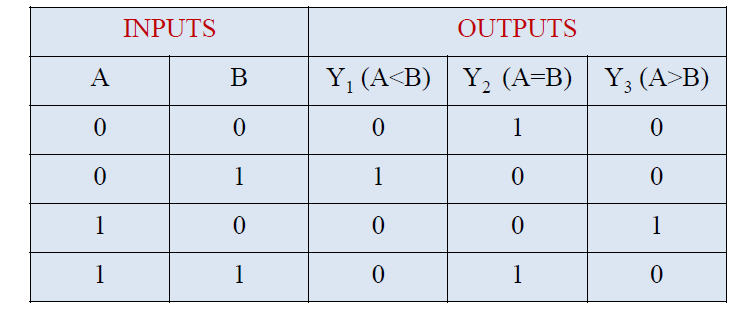 INPUTS OUTPUTS
A B Y₁ (A<B) Y₂ (A=B) Y₃ (A>B)
0 0 0 1 0
0 1 1 0 0
1 0 0 0 1
1 1 0 1 0